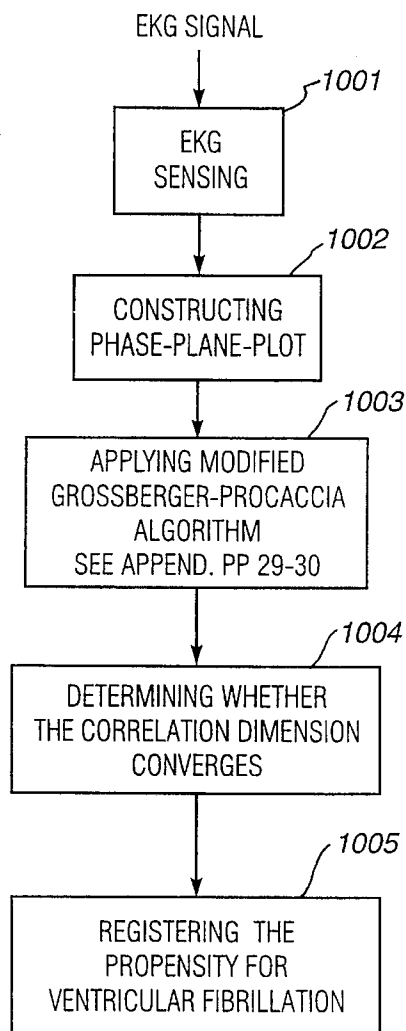 EKG SIGNAL
1001
EKG
SENSING
1002
CONSTRUCTING
PHASE-PLANE-PLOT
1003
APPLYING MODIFIED
GROSSBERGER-PROCACCIA
ALGORITHM
SEE APPEND. PP 29-30
1004
DETERMINING WHETHER
THE CORRELATION DIMENSION
CONVERGES
1005
REGISTERING THE
PROPENSITY FOR
VENTRICULAR FIBRILLATION